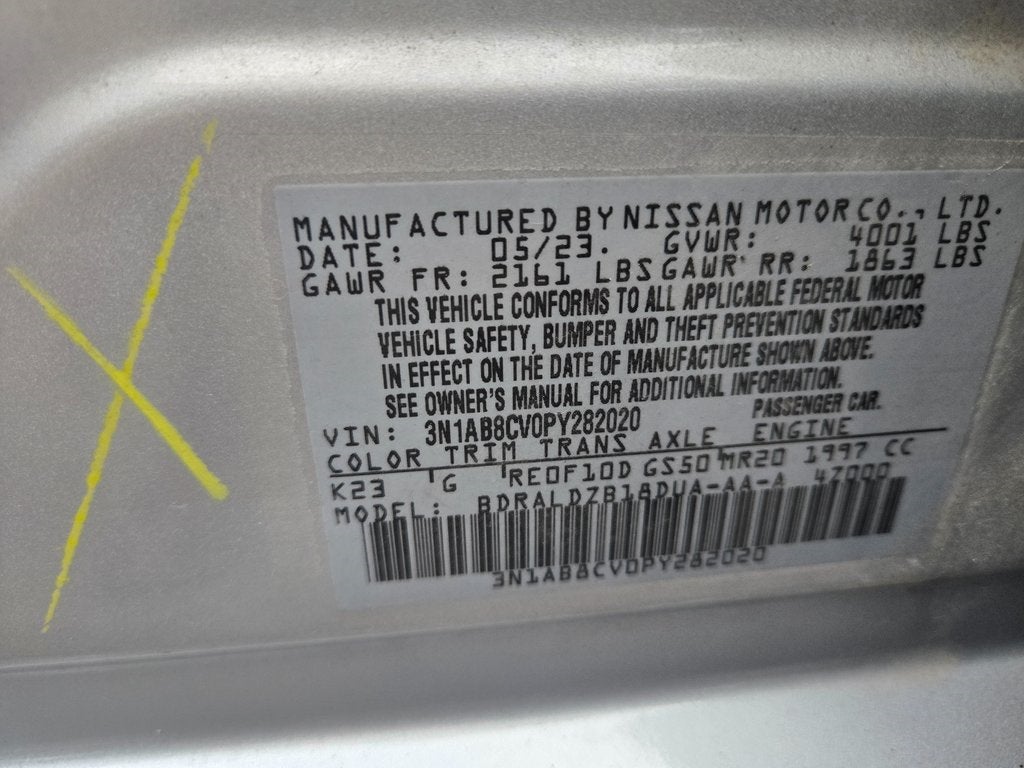 MANUFACTURED BY NISSAN MOTOR CO., LTD.
DATE: 05/23. GVWR: 4001 LBS
GAWR FR: 2161 LBS GAWR RR: 1863 LBS
THIS VEHICLE CONFORMS TO ALL APPLICABLE FEDERAL MOTOR
VEHICLE SAFETY, BUMPER AND THEFT PREVENTION STANDARDS
IN EFFECT ON THE DATE OF MANUFACTURE SHOWN ABOVE.
SEE OWNER'S MANUAL FOR ADDITIONAL INFORMATION.
VIN: 3N1AB8CV0PY282020 PASSENGER CAR.
COLOR TRIM TRANS AXLE ENGINE
K23 G RE0F10D GS50 MR20 1997 CC
MODEL: BDRALDZB18DUA-AA-A 4Z000
3N1AB8CV0PY282020